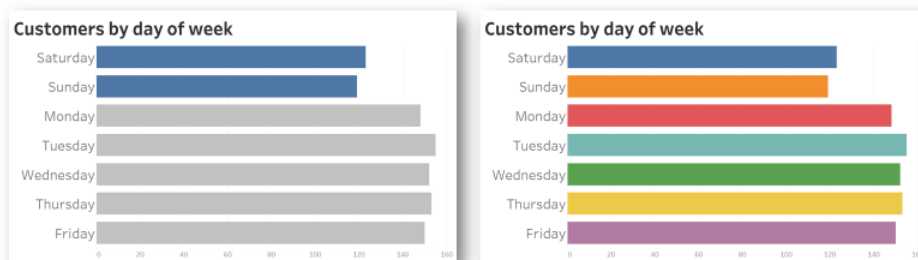 Customers by day of week
Saturday
Sunday
Monday
Tuesday
Wednesday
Thursday
Friday
0 20 40 60 80 100 120 140 160
Customers by day of week
Saturday
Sunday
Monday
Tuesday
Wednesday
Thursday
Friday
0 20 40 60 80 100 120 140